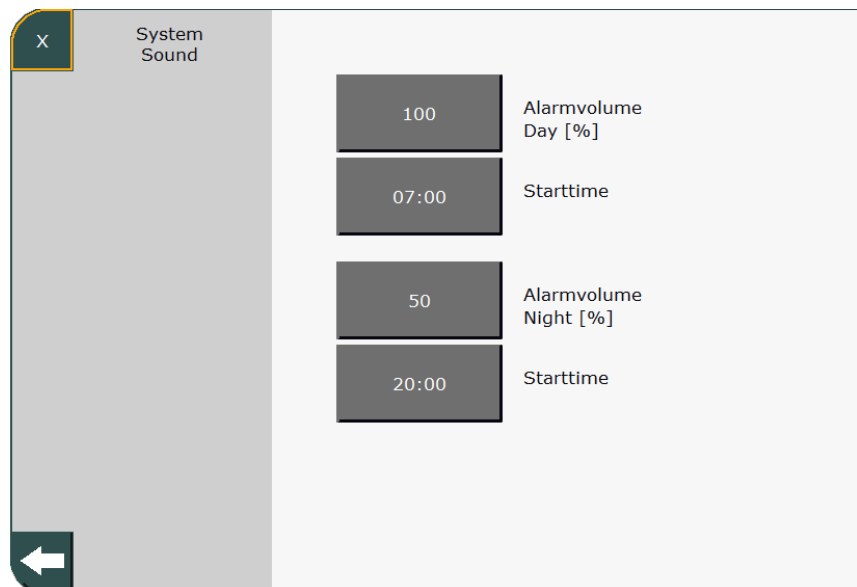 X
System
Sound
100
Alarmvolume
Day [%]
07:00
Starttime
50
Alarmvolume
Night [%]
20:00
Starttime